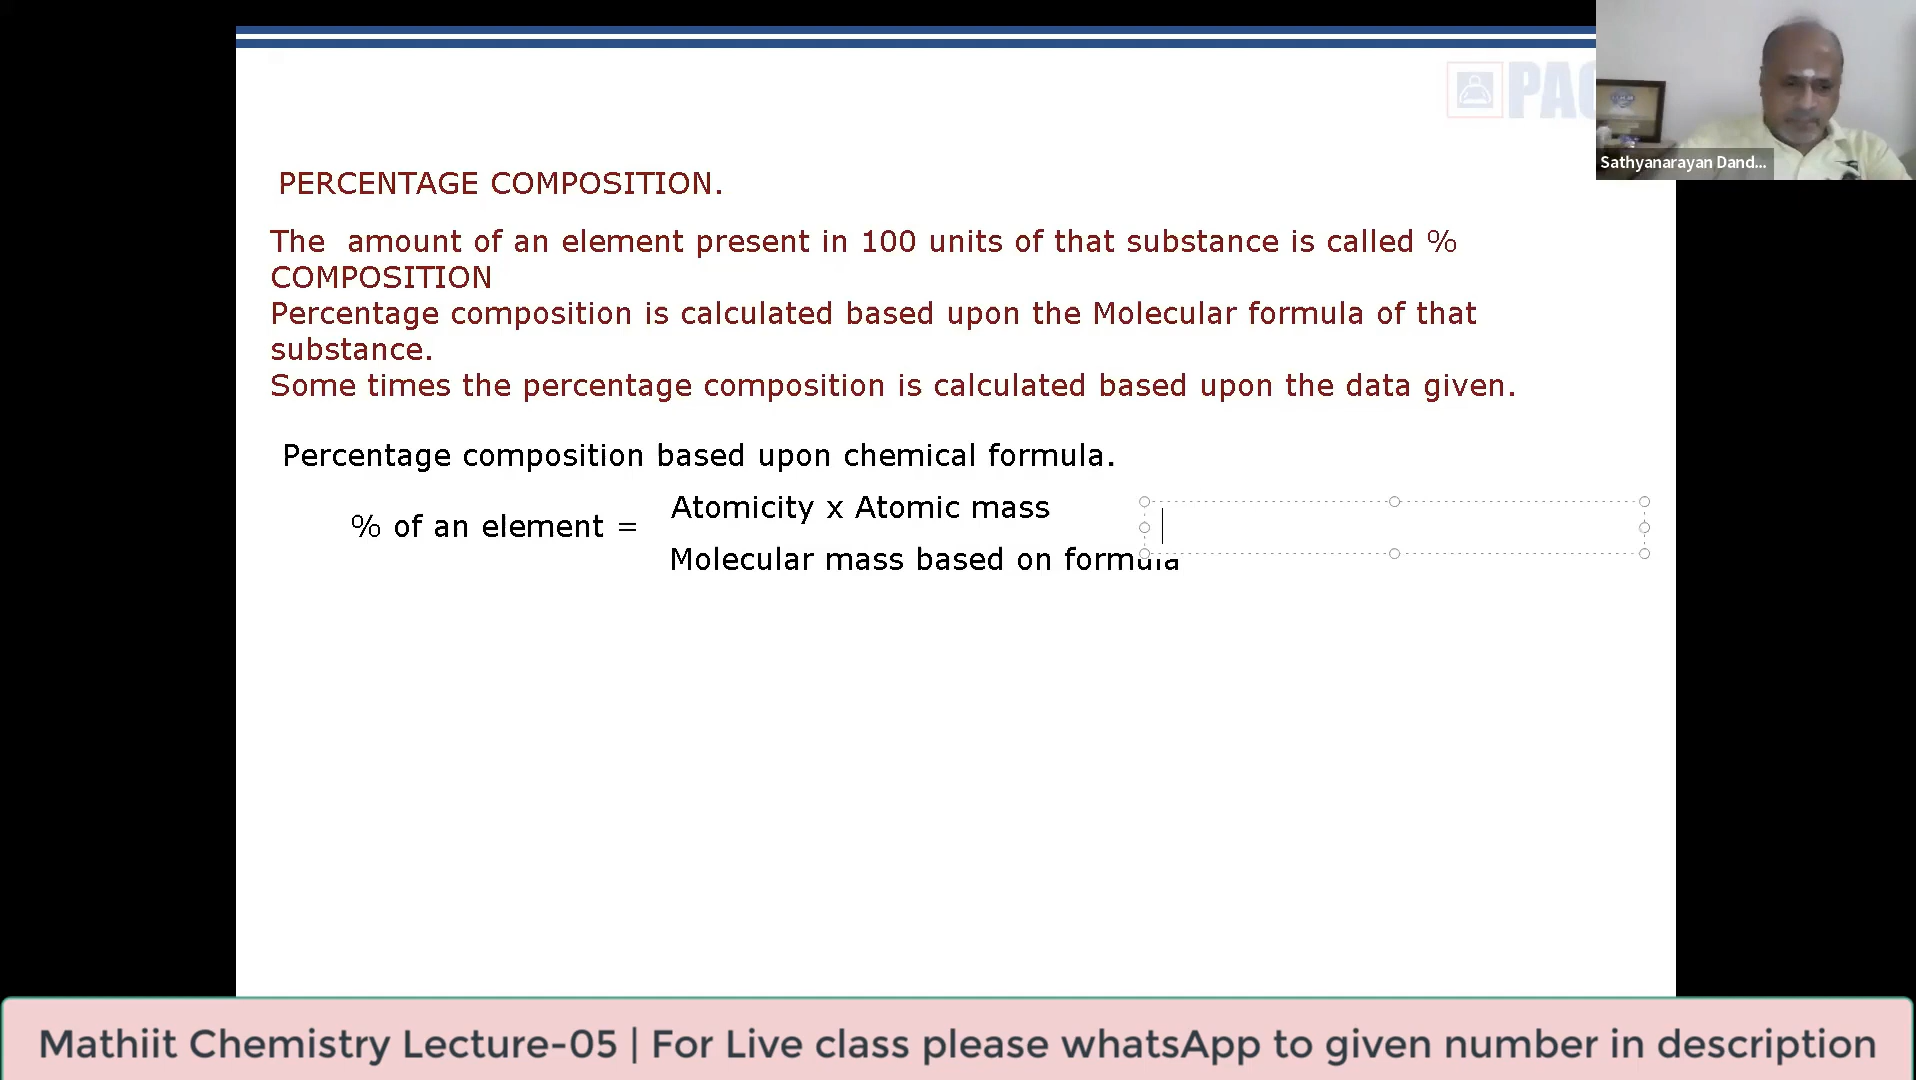 PAC
Sathyanarayan Dand...
PERCENTAGE COMPOSITION.
The amount of an element present in 100 units of that substance is called %
COMPOSITION
Percentage composition is calculated based upon the Molecular formula of that
substance.
Some times the percentage composition is calculated based upon the data given.
Percentage composition based upon chemical formula.
% of an element =
Atomicity x Atomic mass
Molecular mass based on formula
Mathiit Chemistry Lecture-05 | For Live class please whatsApp to given number in description